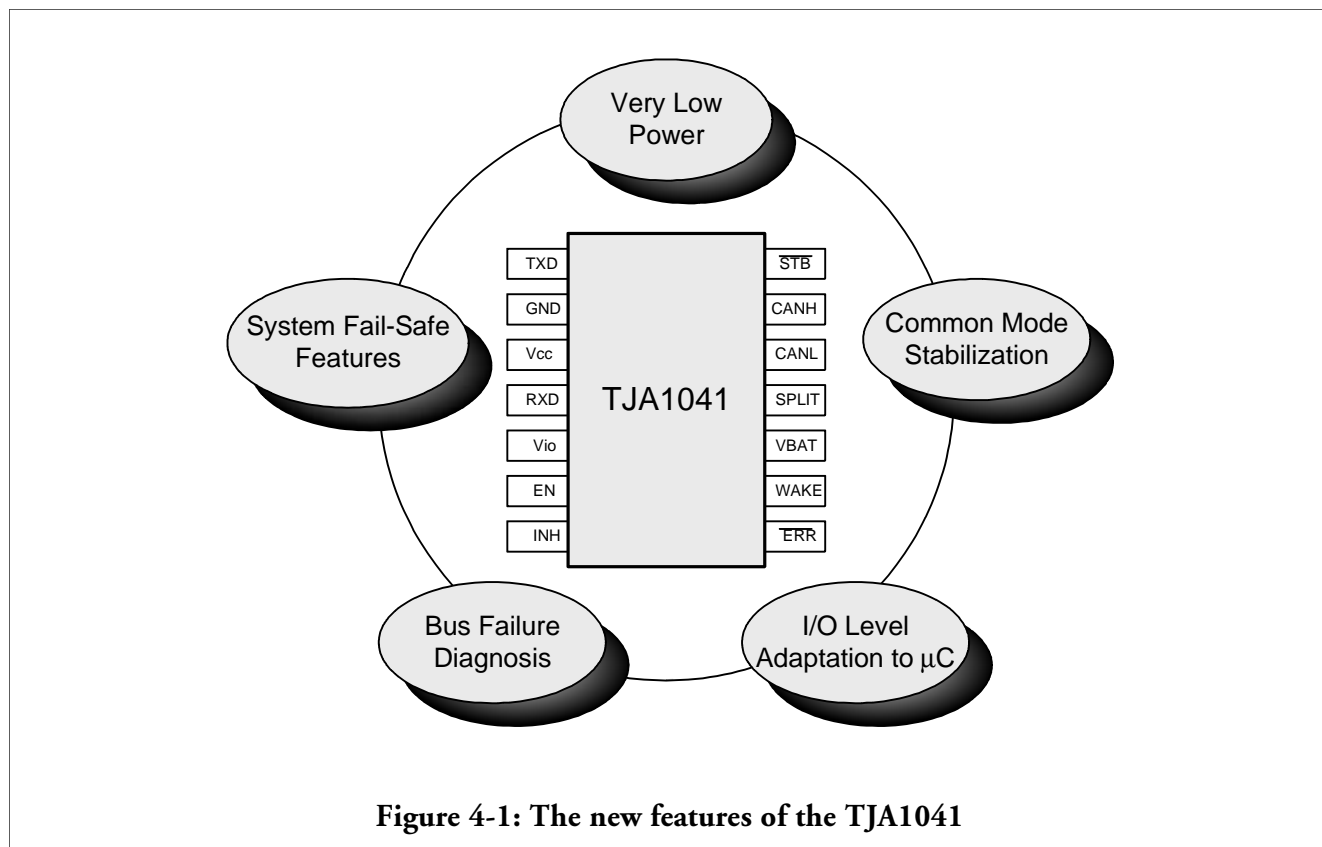 Very Low
Power
System Fail-Safe
Features
Common Mode
Stabilization
TXD
GND
Vcc
RXD
Vio
EN
INH
TJA1041
STB
CANH
CANL
SPLIT
VBAT
WAKE
ERR
Bus Failure
Diagnosis
I/O Level
Adaptation to μC
Figure 4-1: The new features of the TJA1041